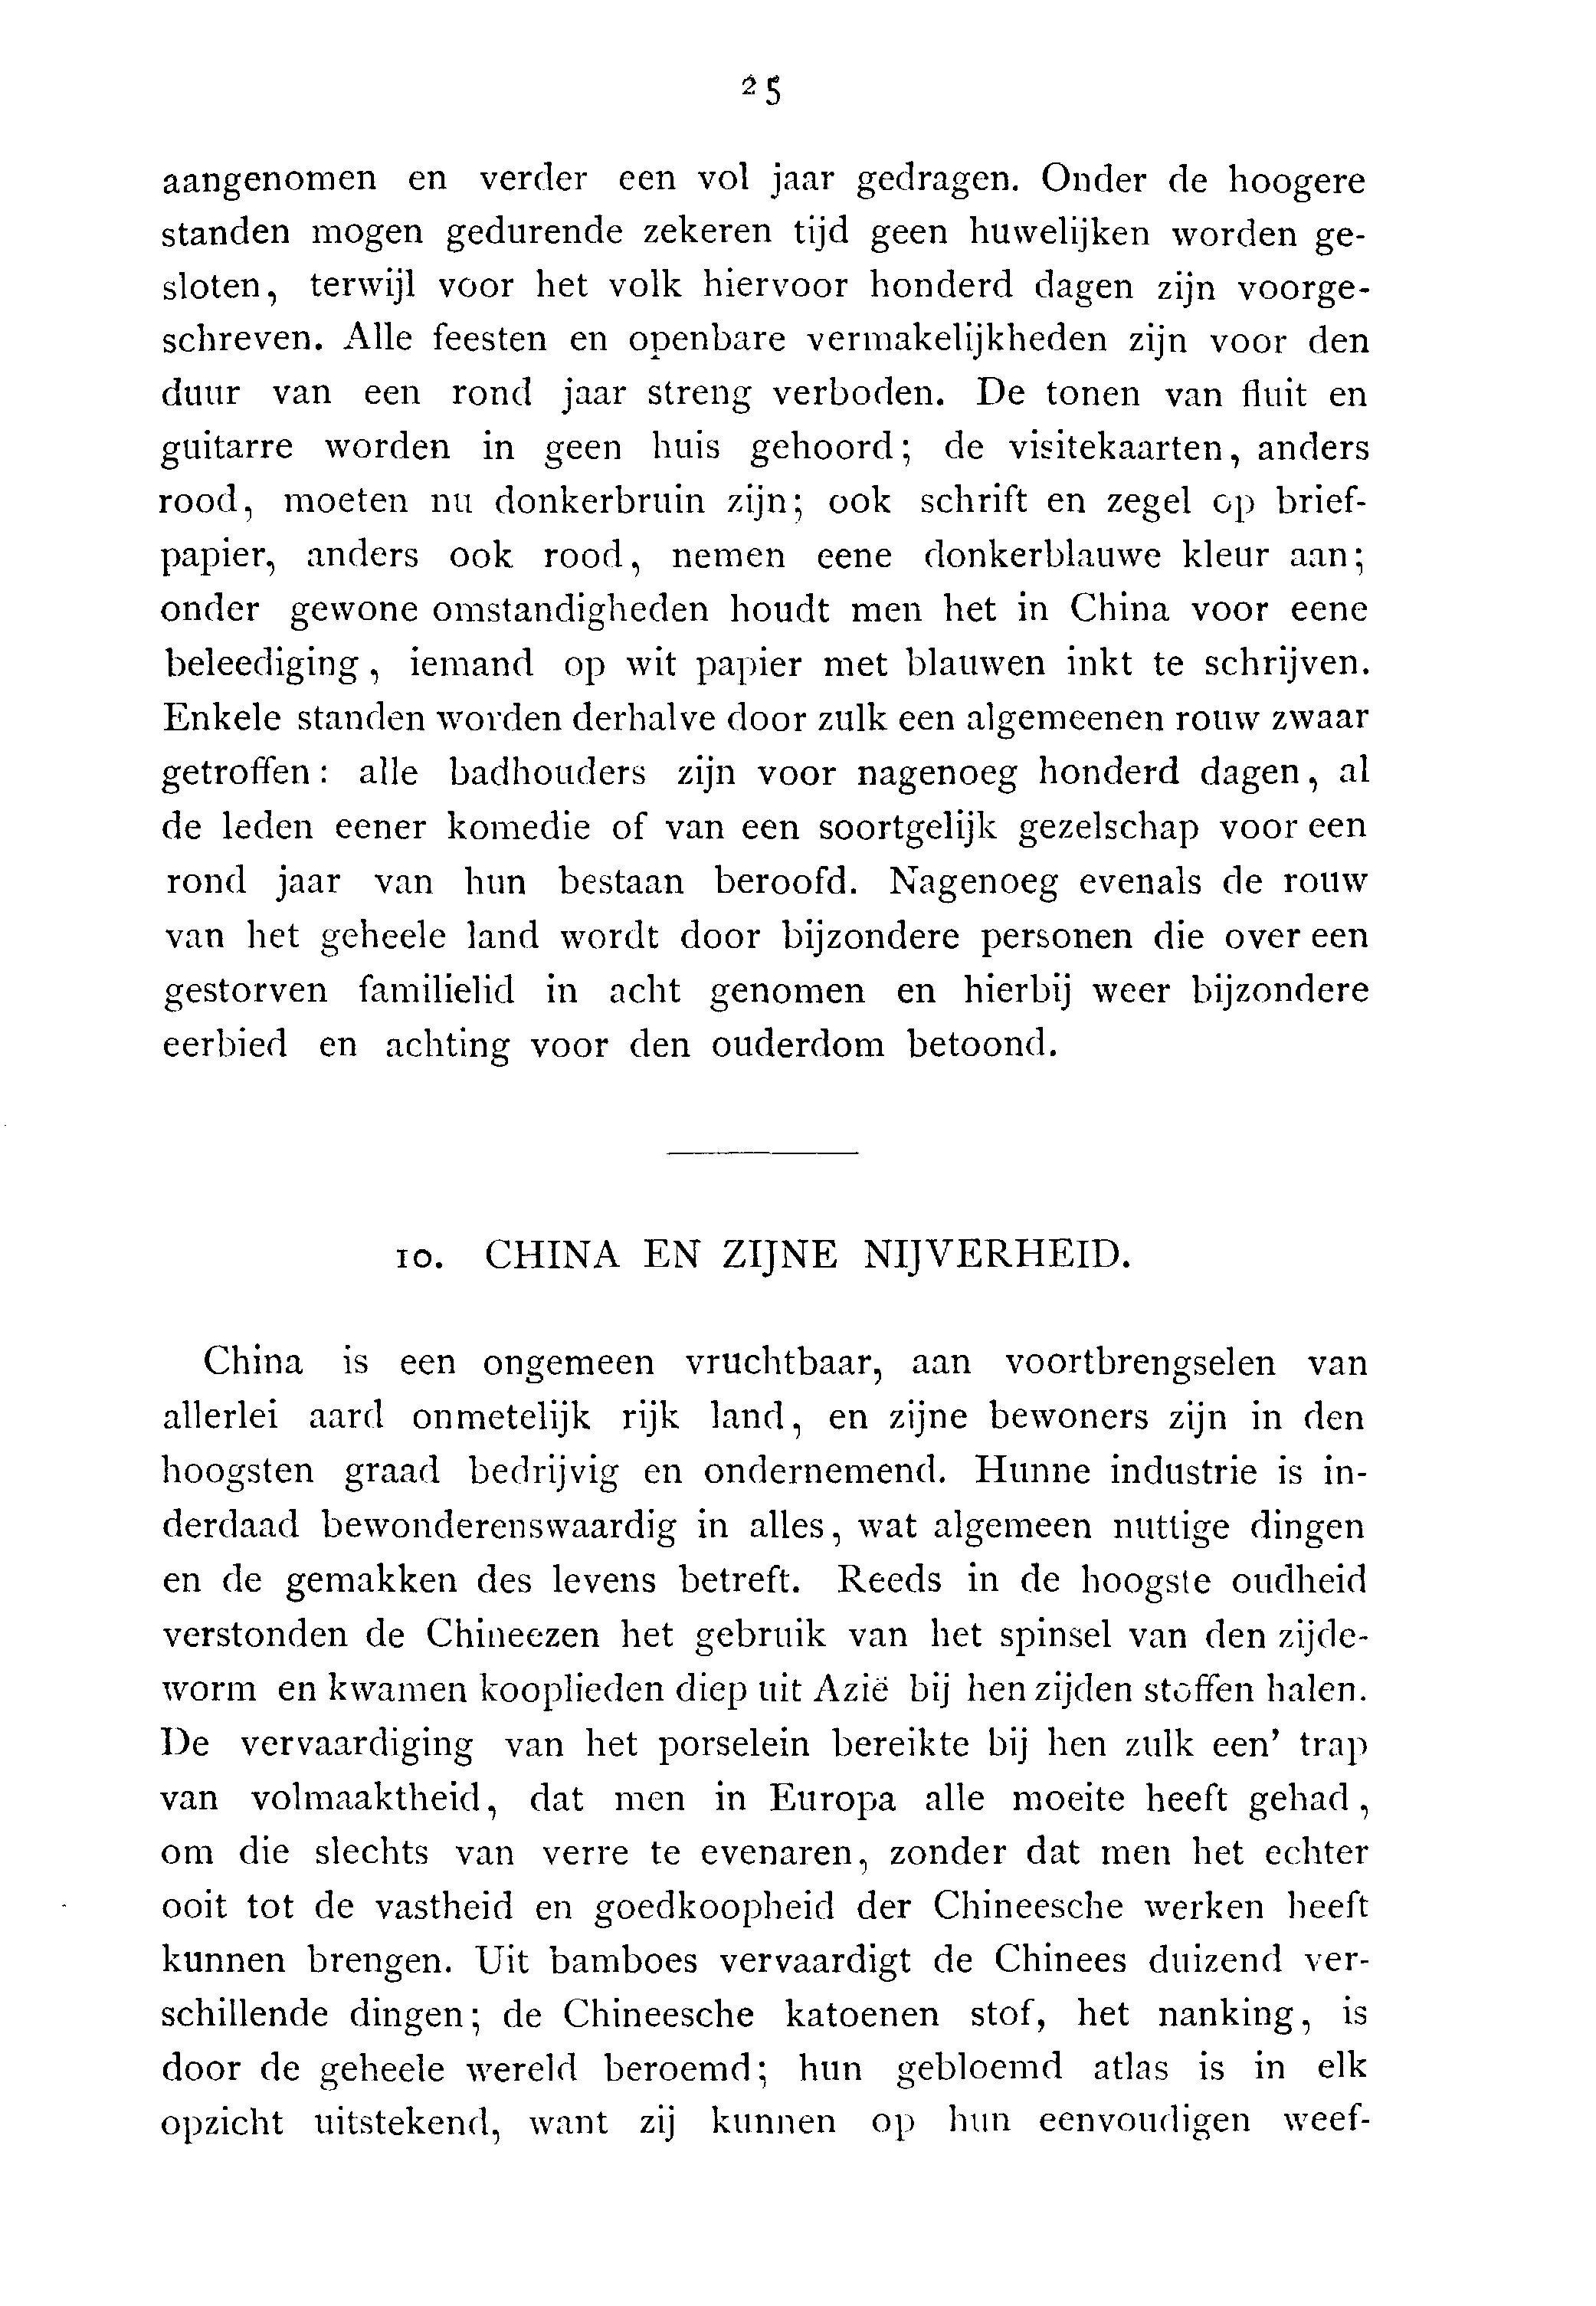 25
aangenomen en verder een vol jaar gedragen. Onder de hoogere
standen mogen gedurende zekeren tijd geen huwelijken worden ge-
sloten, terwijl voor het volk hiervoor honderd dagen zijn voorge-
schreven. Alle feesten en openbare vermakelijkheden zijn voor den
duur van een rond jaar streng verboden. De tonen van fluit en
guitarre worden in geen huis gehoord; de visitekaarten, anders
rood, moeten nu donkerbruin zijn; ook schrift en zegel op brief-
papier, anders ook rood, nemen eene donkerblauwe kleur aan;
onder gewone omstandigheden houdt men het in China voor eene
beleediging, iemand op wit papier met blauwen inkt te schrijven.
Enkele standen worden derhalve door zulk een algemeenen rouw zwaar
getroffen: alle badhouders zijn voor nagenoeg honderd dagen, al
de leden eener komedie of van een soortgelijk gezelschap voor een
rond jaar van hun bestaan beroofd. Nagenoeg evenals de rouw
van het geheele land wordt door bijzondere personen die over een
gestorven familielid in acht genomen en hierbij weer bijzondere
eerbied en achting voor den ouderdom betoond.
10. CHINA EN ZIJNE NIJVERHEID.
China is een ongemeen vruchtbaar, aan voortbrengselen van
allerlei aard onmetelijk rijk land, en zijne bewoners zijn in den
hoogsten graad bedrijvig en ondernemend. Hunne industrie is in-
derdaad bewonderenswaardig in alles, wat algemeen nuttige dingen
en de gemakken des levens betreft. Reeds in de hoogste oudheid
verstonden de Chineezen het gebruik van het spinsel van den zijde-
worm en kwamen kooplieden diep uit Azië bij hen zijden stoffen halen.
De vervaardiging van het porselein bereikte bij hen zulk een' trap
van volmaaktheid, dat men in Europa alle moeite heeft gehad,
om die slechts van verre te evenaren, zonder dat men het echter
ooit tot de vastheid en goedkoopheid der Chineesche werken heeft
kunnen brengen. Uit bamboes vervaardigt de Chinees duizend ver-
schillende dingen; de Chineesche katoenen stof, het nanking, is
door de geheele wereld beroemd; hun gebloemd atlas is in elk
opzicht uitstekend, want zij kunnen op hun eenvoudigen weef-